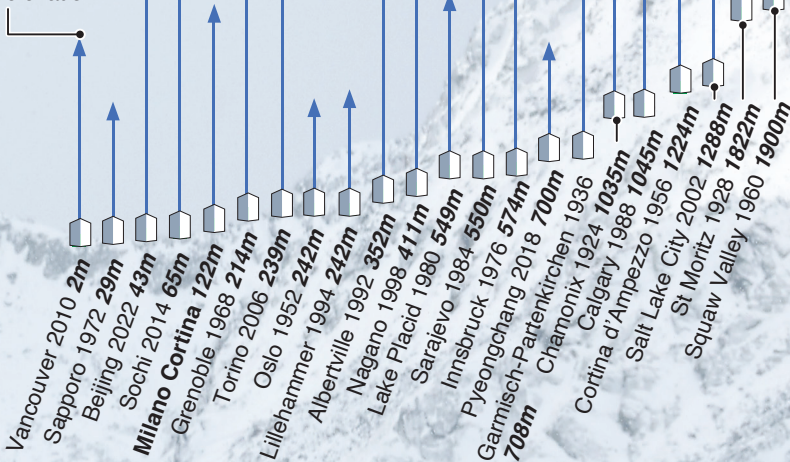 Vancouver 2010 2m
Sapporo 1972 29m
Beijing 2022 43m
Sochi 2014 65m
Milano Cortina 122m
Grenoble 1968 214m
Torino 2006 239m
Oslo 1952 242m
Lillehammer 1994 242m
Albertville 1992 352m
Nagano 1998 411m
Lake Placid 1980 549m
Sarajevo 1984 550m
Innsbruck 1976 574m
Pyeongchang 2018 700m
Garmisch-Partenkirchen 1936
708m
Chamonix 1924 1035m
Calgary 1988 1045m
Cortina d'Ampezzo 1956 1224m
Salt Lake City 2002 1288m
St Moritz 1928 1822m
Squaw Valley 1960 1900m